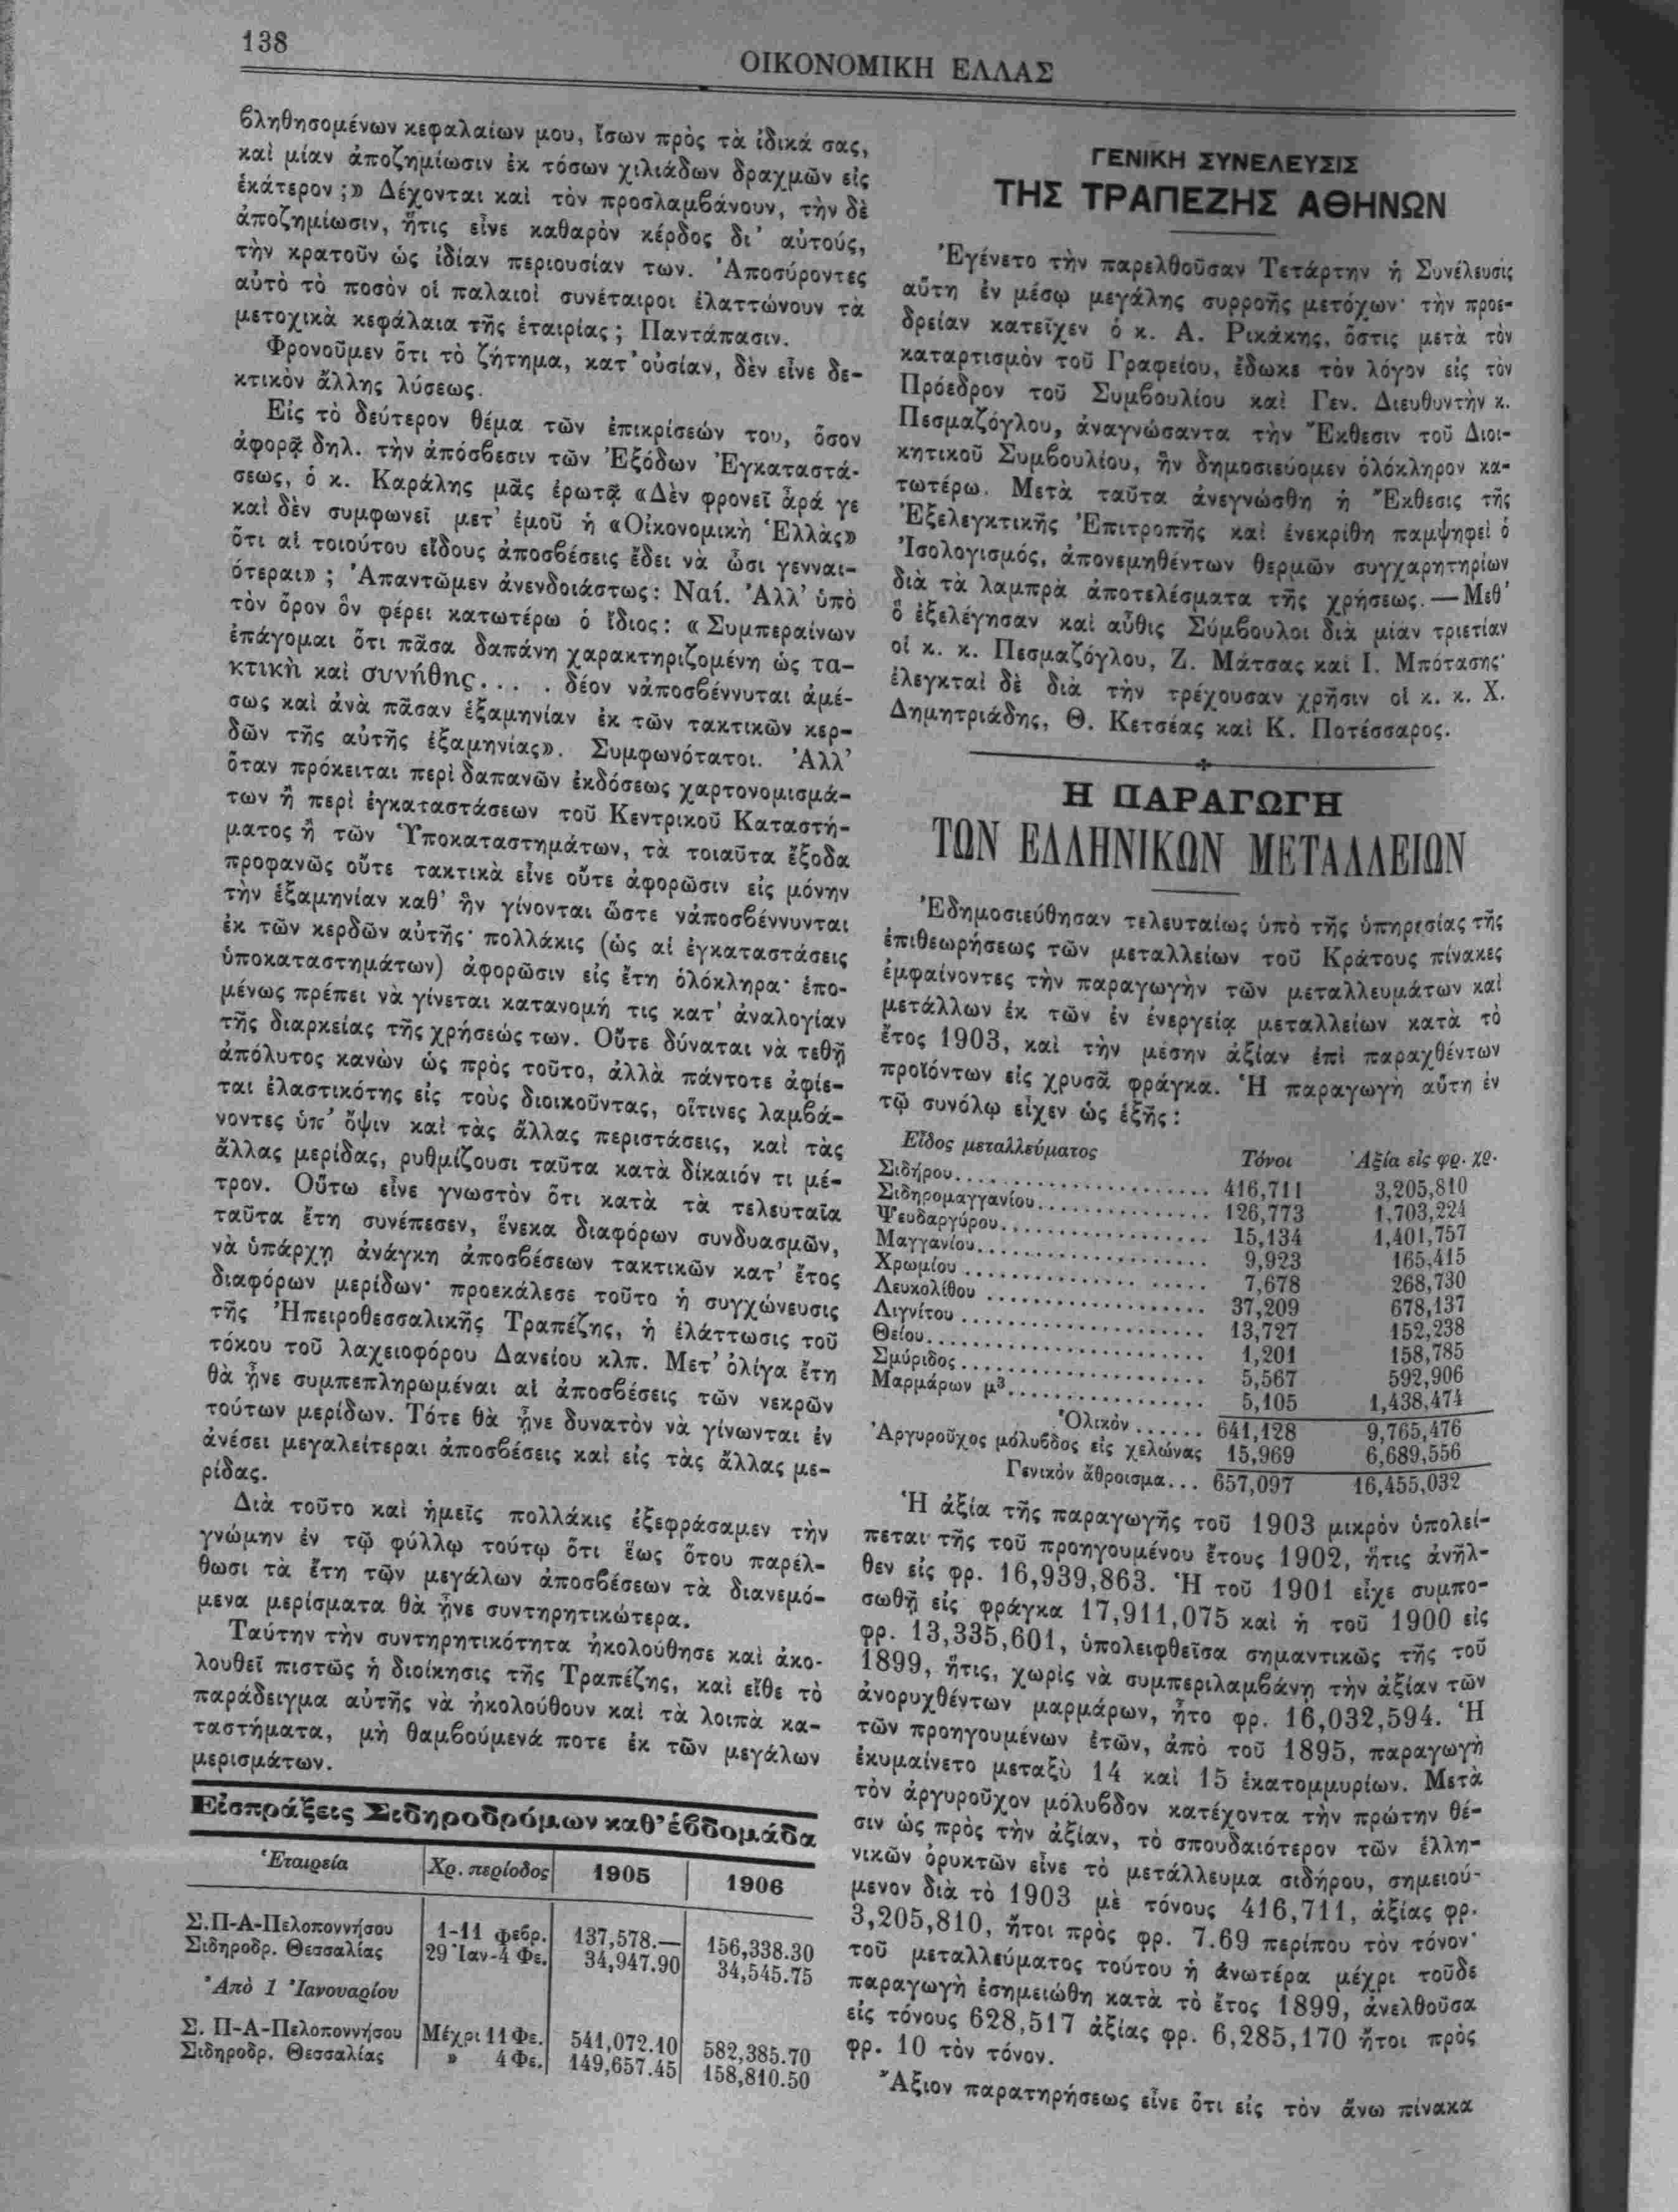 138
ΟΙΚΟΝΟΜΙΚΗ ΕΛΛΑΣ
βληθησομένων κεφαλαίων μου, ἴσων πρὸς τὰ ἰδικά σας,
καὶ μίαν ἀποζημίωσιν ἐκ τόσων χιλιάδων δραχμῶν εἰς
ἑκάτερον ;» Δέχονται καὶ τὸν προσλαμβάνουν, τὴν δὲ
ἀποζημίωσιν, ἥτις εἶνε καθαρὸν κέρδος δι' αὐτούς,
τὴν κρατοῦν ὡς ἰδίαν περιουσίαν των. Ἀποσύροντες
αὐτὸ τὸ ποσὸν οἱ παλαιοὶ συνέταιροι ἐλαττώνουν τὰ
μετοχικὰ κεφάλαια τῆς ἑταιρίας ; Παντάπασιν.
Φρονοῦμεν ὅτι τὸ ζήτημα, κατ' οὐσίαν, δὲν εἶνε δε-
κτικὸν ἄλλης λύσεως.
Εἰς τὸ δεύτερον θέμα τῶν ἐπικρίσεών του, ὅσον
ἀφορᾷ δηλ. τὴν ἀπόσβεσιν τῶν Ἐξόδων Ἐγκαταστά-
σεως, ὁ κ. Καράλης μᾶς ἐρωτᾷ «Δὲν φρονεῖ ἆρά γε
καὶ δὲν συμφωνεῖ μετ' ἐμοῦ ἡ «Οἰκονομικὴ Ἑλλὰς»
ὅτι αἱ τοιούτου εἴδους ἀποσβέσεις ἔδει νὰ ὦσι γενναι-
ότεραι» ; Ἀπαντῶμεν ἀνενδοιάστως: Ναί. Ἀλλ' ὑπὸ
τὸν ὅρον ὃν φέρει κατωτέρω ὁ ἴδιος: «Συμπεραίνων
ἐπάγομαι ὅτι πᾶσα δαπάνη χαρακτηριζομένη ὡς τα-
κτικὴ καὶ συνήθης... . δέον νἀποσβέννυται ἀμέ-
σως καὶ ἀνὰ πᾶσαν ἑξαμηνίαν ἐκ τῶν τακτικῶν κερ-
δῶν τῆς αὐτῆς ἑξαμηνίας». Συμφωνότατοι. Ἀλλ'
ὅταν πρόκειται περὶ δαπανῶν ἐκδόσεως χαρτονομισμά-
των ἢ περὶ ἐγκαταστάσεων τοῦ Κεντρικοῦ Καταστή-
ματος ἢ τῶν Ὑποκαταστημάτων, τὰ τοιαῦτα ἔξοδα
προφανῶς οὔτε τακτικὰ εἶνε οὔτε ἀφορῶσιν εἰς μόνην
τὴν ἑξαμηνίαν καθ' ἣν γίνονται ὥστε νἀποσβέννυνται
ἐκ τῶν κερδῶν αὐτῆς· πολλάκις (ὡς αἱ ἐγκαταστάσεις
ὑποκαταστημάτων) ἀφορῶσιν εἰς ἔτη ὁλόκληρα· ἑπο-
μένως πρέπει νὰ γίνεται κατανομή τις κατ' ἀναλογίαν
τῆς διαρκείας τῆς χρήσεώς των. Οὔτε δύναται νὰ τεθῇ
ἀπόλυτος κανὼν ὡς πρὸς τοῦτο, ἀλλὰ πάντοτε ἀφίε-
ται ἐλαστικότης εἰς τοὺς διοικοῦντας, οἵτινες λαμβά-
νοντες ὑπ' ὄψιν καὶ τὰς ἄλλας περιστάσεις, καὶ τὰς
ἄλλας μερίδας, ρυθμίζουσι ταῦτα κατὰ δίκαιόν τι μέ-
τρον. Οὕτω εἶνε γνωστὸν ὅτι κατὰ τὰ τελευταῖα
ταῦτα ἔτη συνέπεσεν, ἕνεκα διαφόρων συνδυασμῶν,
νὰ ὑπάρχῃ ἀνάγκη ἀποσβέσεων τακτικῶν κατ' ἔτος
διαφόρων μερίδων· προεκάλεσε τοῦτο ἡ συγχώνευσις
τῆς Ἠπειροθεσσαλικῆς Τραπέζης, ἡ ἐλάττωσις τοῦ
τόκου τοῦ λαχειοφόρου Δανείου κλπ. Μετ' ὀλίγα ἔτη
θὰ ἦνε συμπεπληρωμέναι αἱ ἀποσβέσεις τῶν νεκρῶν
τούτων μερίδων. Τότε θὰ ἦνε δυνατὸν νὰ γίνωνται ἐν
ἀνέσει μεγαλείτεραι ἀποσβέσεις καὶ εἰς τὰς ἄλλας με-
ρίδας.
Διὰ τοῦτο καὶ ἡμεῖς πολλάκις ἐξεφράσαμεν τὴν
γνώμην ἐν τῷ φύλλῳ τούτῳ ὅτι ἕως ὅτου παρέλ-
θωσι τὰ ἔτη τῶν μεγάλων ἀποσβέσεων τὰ διανεμό-
μενα μερίσματα θὰ ἦνε συντηρητικώτερα.
Ταύτην τὴν συντηρητικότητα ἠκολούθησε καὶ ἀκο-
λουθεῖ πιστῶς ἡ διοίκησις τῆς Τραπέζης, καὶ εἴθε τὸ
παράδειγμα αὐτῆς νὰ ἠκολούθουν καὶ τὰ λοιπὰ κα-
ταστήματα, μὴ θαμβούμενά ποτε ἐκ τῶν μεγάλων
μερισμάτων.
Εἰσπράξεις Σιδηροδρόμων καθ' ἑβδομάδα
Ἑταιρεία Χρ. περίοδος 1905 1906
Σ.Π-Α-Πελοποννήσου 1-11 Φεβρ. 137,578.— 156,338.30
Σιδηροδρ. Θεσσαλίας 29 Ἰαν-4 Φε. 34,947.90 34,545.75
Ἀπὸ 1 Ἰανουαρίου
Σ. Π-Α-Πελοποννήσου Μέχρι 11 Φε. 541,072.10 582,385.70
Σιδηροδρ. Θεσσαλίας » 4 Φε. 149,657.45 158,810.50
ΓΕΝΙΚΗ ΣΥΝΕΛΕΥΣΙΣ
ΤΗΣ ΤΡΑΠΕΖΗΣ ΑΘΗΝΩΝ
Ἐγένετο τὴν παρελθοῦσαν Τετάρτην ἡ Συνέλευσις
αὕτη ἐν μέσῳ μεγάλης συρροῆς μετόχων· τὴν προε-
δρείαν κατεῖχεν ὁ κ. Α. Ρικάκης, ὅστις μετὰ τὸν
καταρτισμὸν τοῦ Γραφείου, ἔδωκε τὸν λόγον εἰς τὸν
Πρόεδρον τοῦ Συμβουλίου καὶ Γεν. Διευθυντὴν κ.
Πεσμαζόγλου, ἀναγνώσαντα τὴν Ἔκθεσιν τοῦ Διοι-
κητικοῦ Συμβουλίου, ἣν δημοσιεύομεν ὁλόκληρον κα-
τωτέρω. Μετὰ ταῦτα ἀνεγνώσθη ἡ Ἔκθεσις τῆς
Ἐξελεγκτικῆς Ἐπιτροπῆς καὶ ἐνεκρίθη παμψηφεὶ ὁ
Ἰσολογισμός, ἀπονεμηθέντων θερμῶν συγχαρητηρίων
διὰ τὰ λαμπρὰ ἀποτελέσματα τῆς χρήσεως. — Μεθ'
ὃ ἐξελέγησαν καὶ αὖθις Σύμβουλοι διὰ μίαν τριετίαν
οἱ κ. κ. Πεσμαζόγλου, Ζ. Μάτσας καὶ Ι. Μπότασης·
ἐλεγκταὶ δὲ διὰ τὴν τρέχουσαν χρῆσιν οἱ κ. κ. Χ.
Δημητριάδης, Θ. Κετσέας καὶ Κ. Ποτέσσαρος.
Η ΠΑΡΑΓΩΓΗ
ΤΩΝ ΕΛΛΗΝΙΚΩΝ ΜΕΤΑΛΛΕΙΩΝ
Ἐδημοσιεύθησαν τελευταίως ὑπὸ τῆς ὑπηρεσίας τῆς
ἐπιθεωρήσεως τῶν μεταλλείων τοῦ Κράτους πίνακες
ἐμφαίνοντες τὴν παραγωγὴν τῶν μεταλλευμάτων καὶ
μετάλλων ἐκ τῶν ἐν ἐνεργείᾳ μεταλλείων κατὰ τὸ
ἔτος 1903, καὶ τὴν μέσην ἀξίαν ἐπὶ παραχθέντων
προϊόντων εἰς χρυσᾶ φράγκα. Ἡ παραγωγὴ αὕτη ἐν
τῷ συνόλῳ εἶχεν ὡς ἑξῆς :
Εἶδος μεταλλεύματος Τόνοι Ἀξία εἰς φρ. χρ.
Σιδήρου.......... 416,711 3,205,810
Σιδηρομαγγανίου.......... 126,773 1,703,224
Ψευδαργύρου.......... 15,134 1,401,757
Μαγγανίου.......... 9,923 165,415
Χρωμίου.......... 7,678 268,730
Λευκολίθου.......... 37,209 678,137
Λιγνίτου.......... 13,727 152,238
Θείου.......... 1,201 158,785
Σμύριδος.......... 5,567 592,906
Μαρμάρων μ³.......... 5,105 1,438,474
Ὁλικὸν...... 641,128 9,765,476
Ἀργυροῦχος μόλυβδος εἰς χελώνας 15,969 6,689,556
Γενικὸν ἄθροισμα... 657,097 16,455,032
Ἡ ἀξία τῆς παραγωγῆς τοῦ 1903 μικρὸν ὑπολεί-
πεται τῆς τοῦ προηγουμένου ἔτους 1902, ἥτις ἀνῆλ-
θεν εἰς φρ. 16,939,863. Ἡ τοῦ 1901 εἶχε συμπο-
σωθῆ εἰς φράγκα 17,911,075 καὶ ἡ τοῦ 1900 εἰς
φρ. 13,335,601, ὑπολειφθεῖσα σημαντικῶς τῆς τοῦ
1899, ἥτις, χωρὶς νὰ συμπεριλαμβάνῃ τὴν ἀξίαν τῶν
ἀνορυχθέντων μαρμάρων, ἦτο φρ. 16,032,594. Ἡ
τῶν προηγουμένων ἐτῶν, ἀπὸ τοῦ 1895, παραγωγὴ
ἐκυμαίνετο μεταξὺ 14 καὶ 15 ἑκατομμυρίων. Μετὰ
τὸν ἀργυροῦχον μόλυβδον κατέχοντα τὴν πρώτην θέ-
σιν ὡς πρὸς τὴν ἀξίαν, τὸ σπουδαιότερον τῶν ἑλλη-
νικῶν ὀρυκτῶν εἶνε τὸ μετάλλευμα σιδήρου, σημειού-
μενον διὰ τὸ 1903 μὲ τόνους 416,711, ἀξίας φρ.
3,205,810, ἤτοι πρὸς φρ. 7.69 περίπου τὸν τόνον·
τοῦ μεταλλεύματος τούτου ἡ ἀνωτέρα μέχρι τοῦδε
παραγωγὴ ἐσημειώθη κατὰ τὸ ἔτος 1899, ἀνελθοῦσα
εἰς τόνους 628,517 ἀξίας φρ. 6,285,170 ἤτοι πρὸς
φρ. 10 τὸν τόνον.
Ἄξιον παρατηρήσεως εἶνε ὅτι εἰς τὸν ἄνω πίνακα